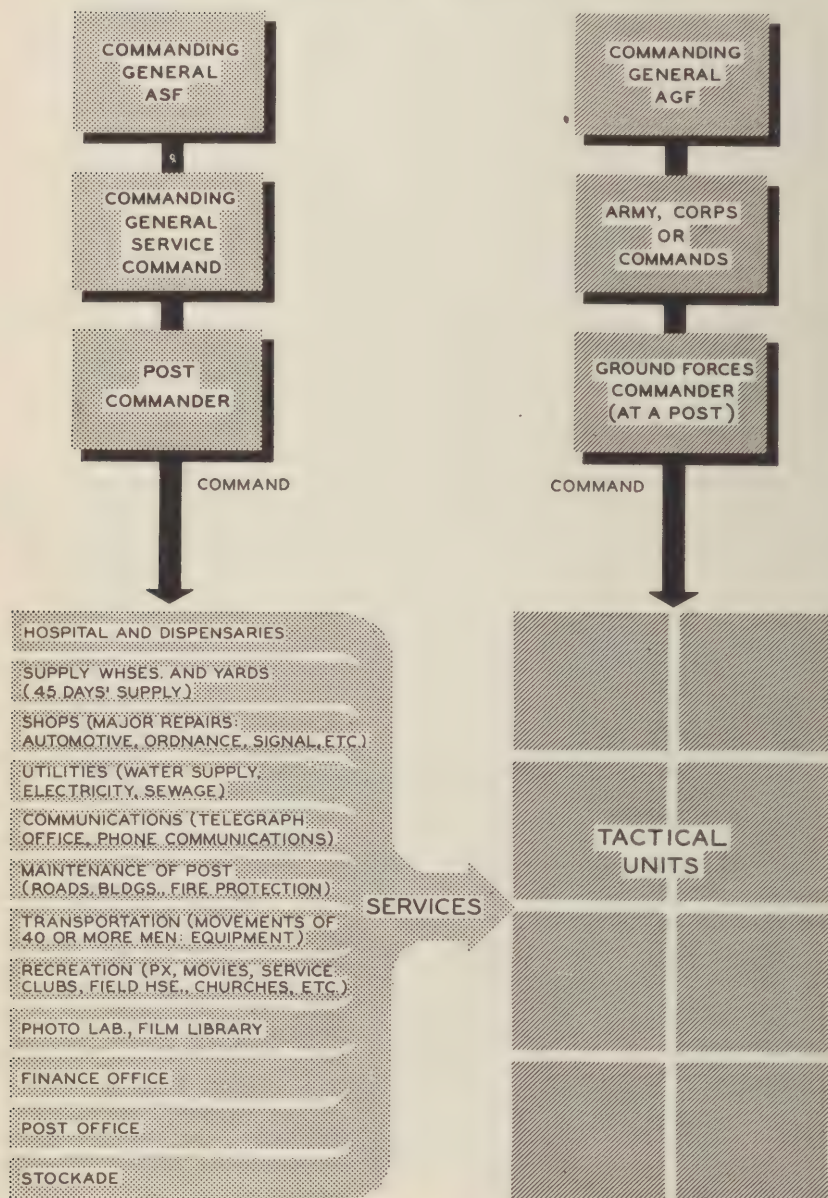 COMMANDING
GENERAL
ASF
COMMANDING
GENERAL
SERVICE
COMMAND
POST
COMMANDER
COMMAND
COMMANDING
GENERAL
AGF
ARMY, CORPS
OR
COMMANDS
GROUND FORCES
COMMANDER
(AT A POST)
COMMAND
HOSPITAL AND DISPENSARIES
SUPPLY WHSES. AND YARDS
(45 DAYS' SUPPLY)
SHOPS (MAJOR REPAIRS:
AUTOMOTIVE, ORDNANCE, SIGNAL, ETC.)
UTILITIES (WATER SUPPLY,
ELECTRICITY, SEWAGE)
COMMUNICATIONS (TELEGRAPH
OFFICE, PHONE COMMUNICATIONS)
MAINTENANCE OF POST
(ROADS, BLDGS., FIRE PROTECTION)
TRANSPORTATION (MOVEMENTS OF
40 OR MORE MEN: EQUIPMENT)
RECREATION (PX, MOVIES, SERVICE
CLUBS, FIELD HSE., CHURCHES, ETC.)
PHOTO LAB., FILM LIBRARY
FINANCE OFFICE
POST OFFICE
STOCKADE
SERVICES
TACTICAL
UNITS